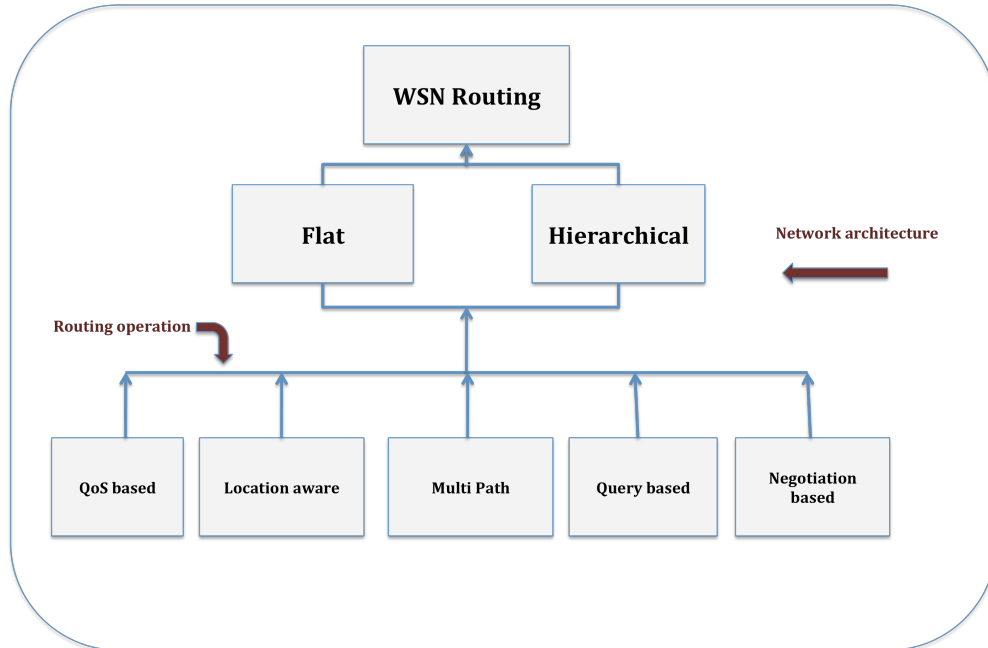 WSN Routing
Flat
Hierarchical
Network architecture
Routing operation
QoS based
Location aware
Multi Path
Query based
Negotiation
based